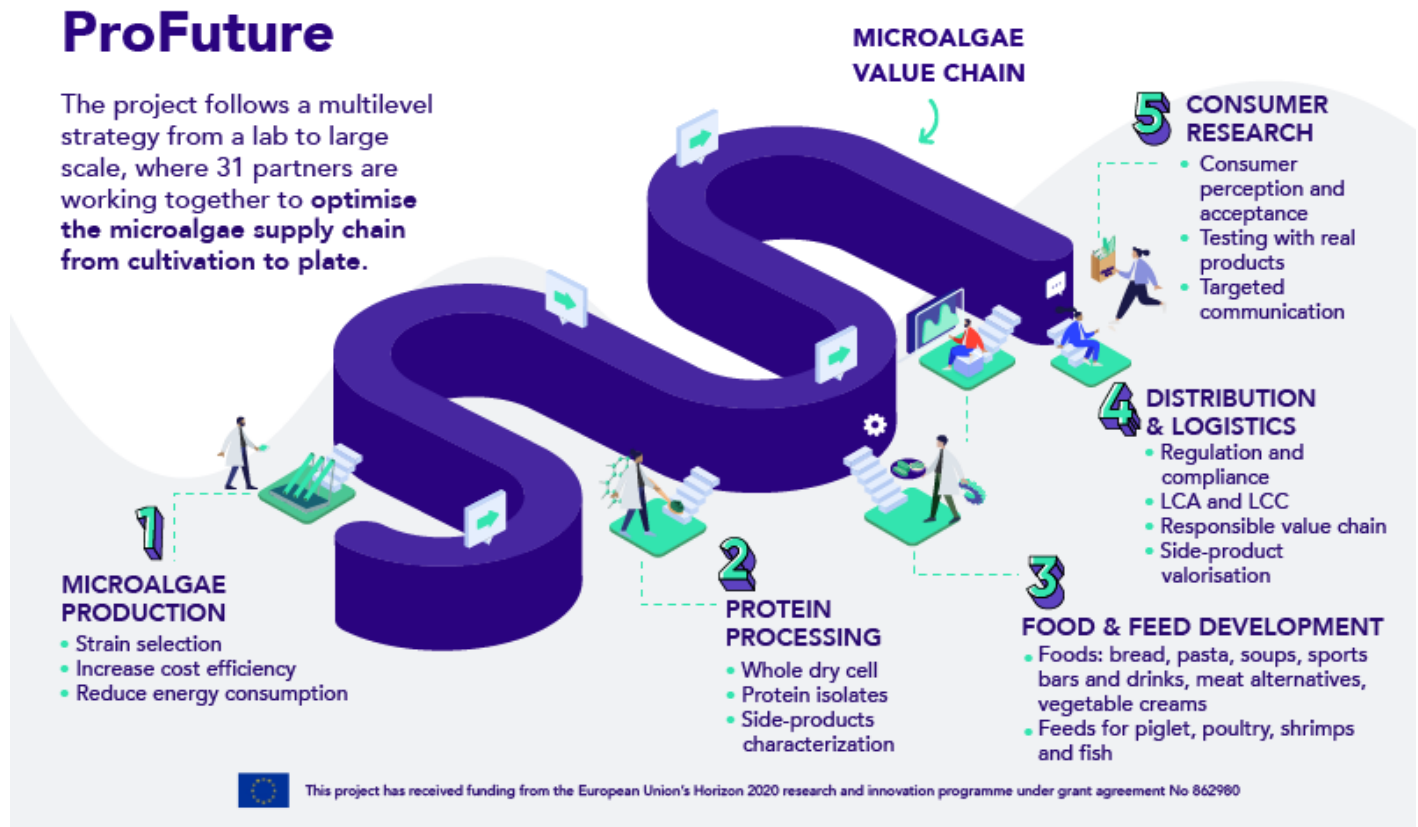 ProFuture
The project follows a multilevel
strategy from a lab to large
scale, where 31 partners are
working together to optimise
the microalgae supply chain
from cultivation to plate.
MICROALGAE
VALUE CHAIN
1
MICROALGAE
PRODUCTION
• Strain selection
• Increase cost efficiency
• Reduce energy consumption
2
PROTEIN
PROCESSING
• Whole dry cell
• Protein isolates
• Side-products
characterization
3
FOOD & FEED DEVELOPMENT
• Foods: bread, pasta, soups, sports
bars and drinks, meat alternatives,
vegetable creams
• Feeds for piglet, poultry, shrimps
and fish
4
DISTRIBUTION
& LOGISTICS
• Regulation and
compliance
• LCA and LCC
• Responsible value chain
• Side-product
valorisation
5
CONSUMER
RESEARCH
• Consumer
perception and
acceptance
• Testing with real
products
• Targeted
communication
This project has received funding from the European Union's Horizon 2020 research and innovation programme under grant agreement No 862980